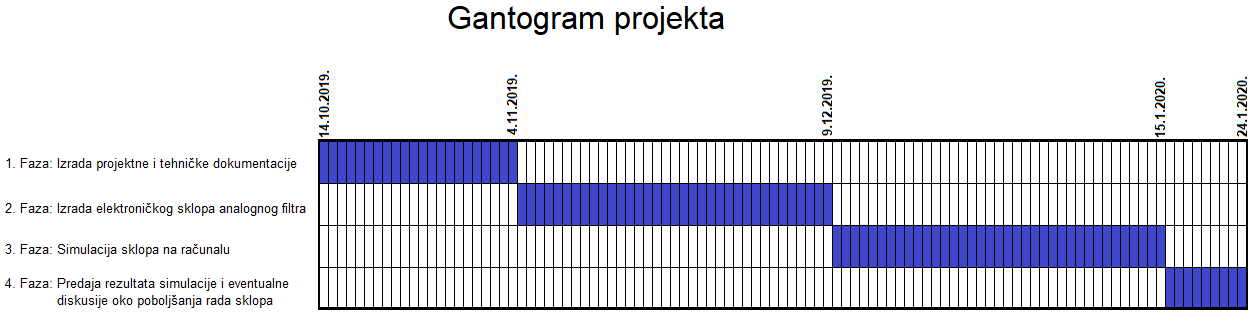 Gantogram projekta
14.10.2019.
4.11.2019.
9.12.2019.
15.1.2020.
24.1.2020.
1. Faza: Izrada projektne i tehničke dokumentacije
2. Faza: Izrada elektroničkog sklopa analognog filtra
3. Faza: Simulacija sklopa na računalu
4. Faza: Predaja rezultata simulacije i eventualne
diskusije oko poboljšanja rada sklopa